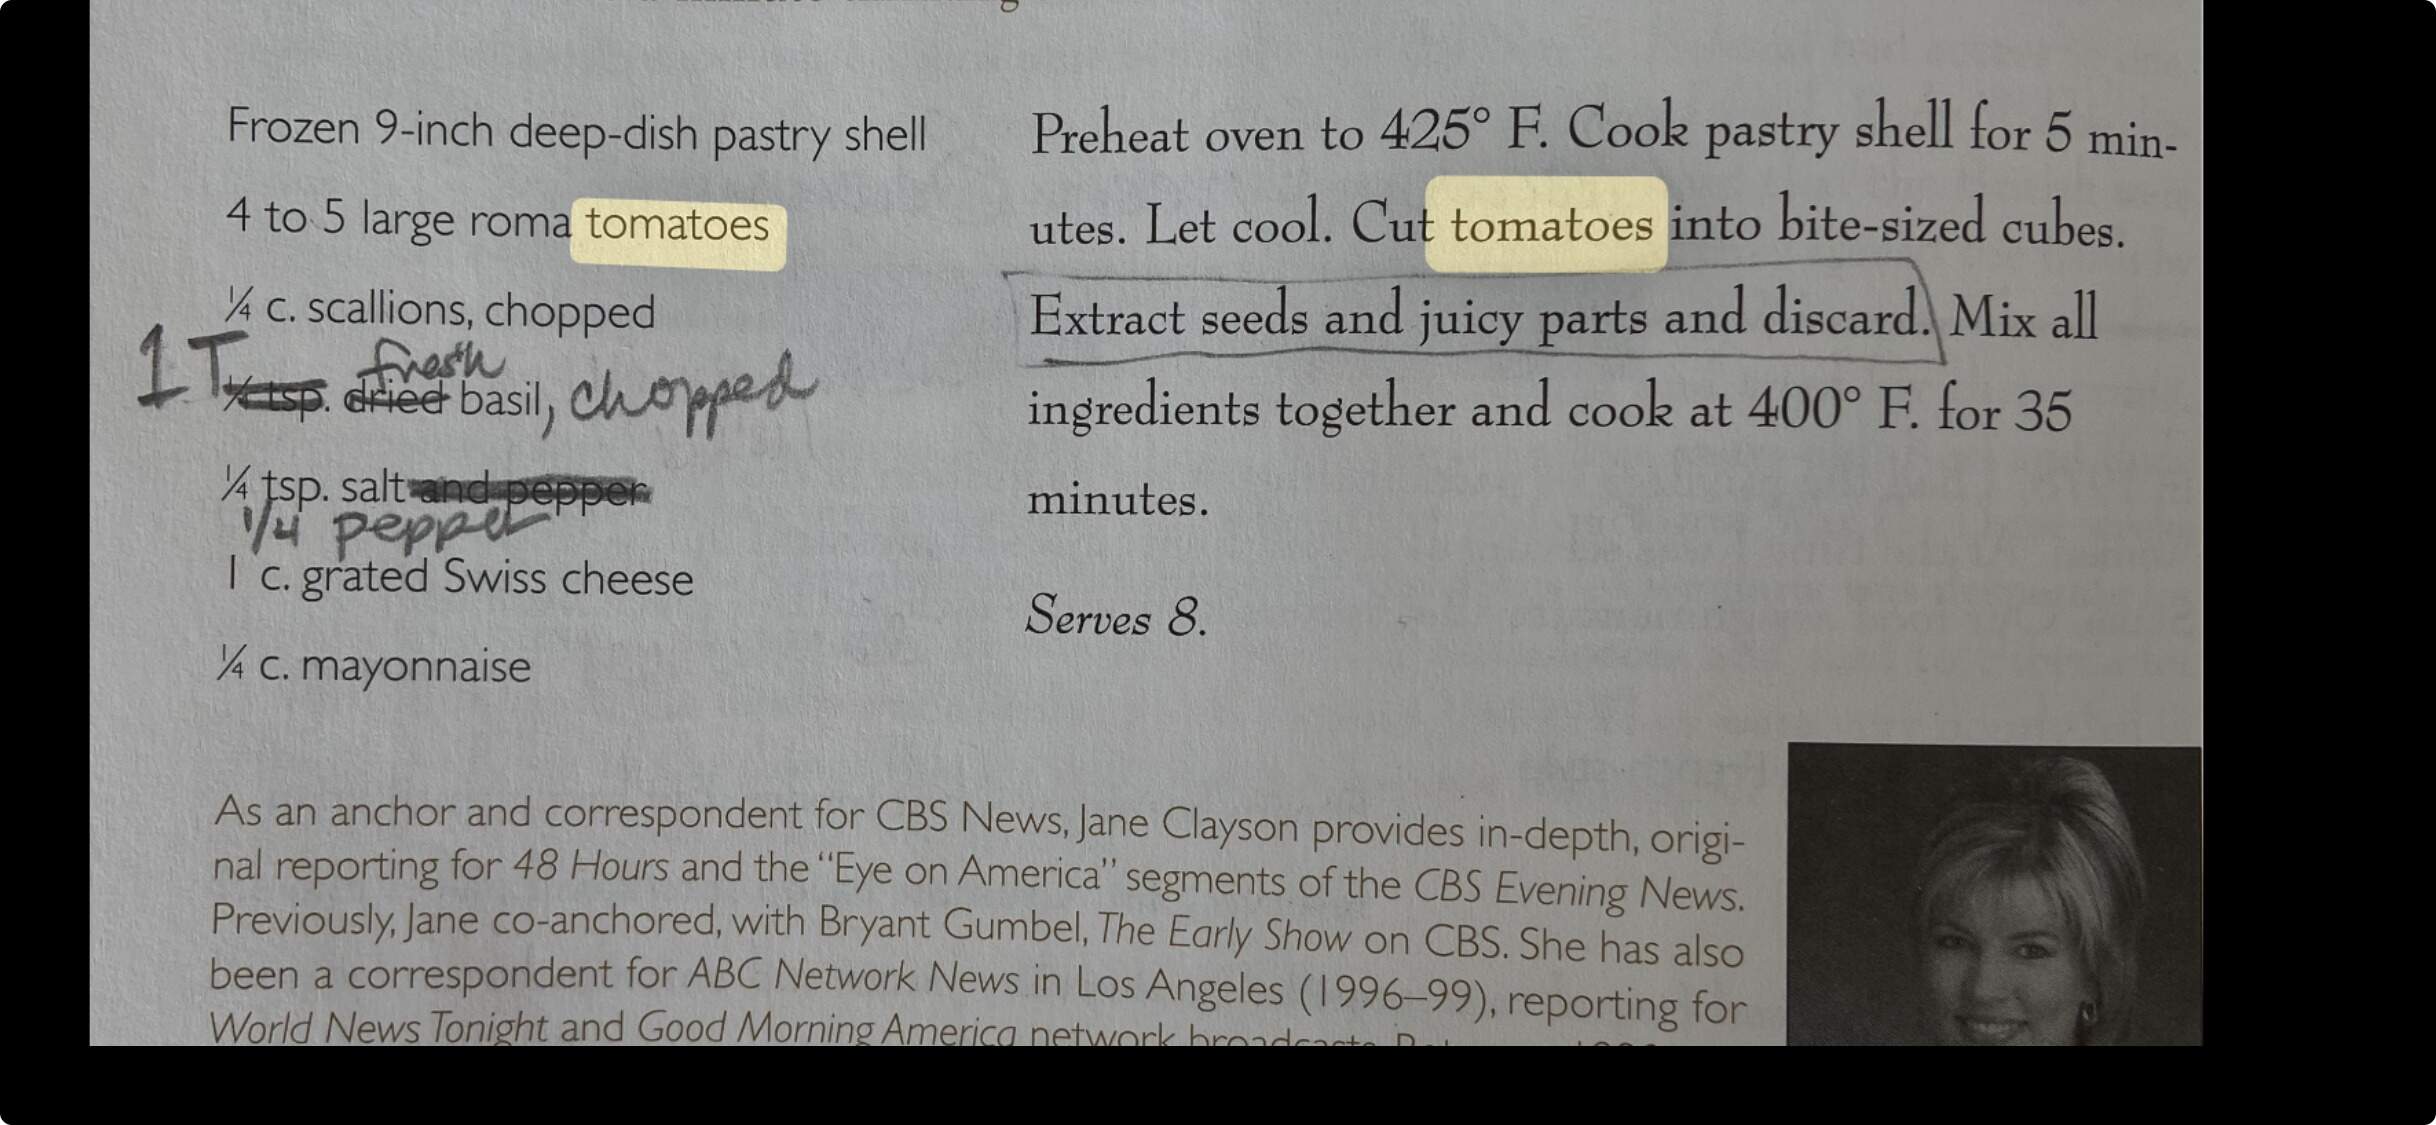 Frozen 9-inch deep-dish pastry shell
4 to 5 large roma tomatoes
¼ c. scallions, chopped
1 T fresh
¼ tsp. dried basil, chopped
¼ tsp. salt and pepper
1/4 pepper
1 c. grated Swiss cheese
¼ c. mayonnaise
Preheat oven to 425° F. Cook pastry shell for 5 min-
utes. Let cool. Cut tomatoes into bite-sized cubes.
Extract seeds and juicy parts and discard. Mix all
ingredients together and cook at 400° F. for 35
minutes.
Serves 8.
As an anchor and correspondent for CBS News, Jane Clayson provides in-depth, origi-
nal reporting for 48 Hours and the “Eye on America” segments of the CBS Evening News.
Previously, Jane co-anchored, with Bryant Gumbel, The Early Show on CBS. She has also
been a correspondent for ABC Network News in Los Angeles (1996–99), reporting for
World News Tonight and Good Morning America network broadcasts.